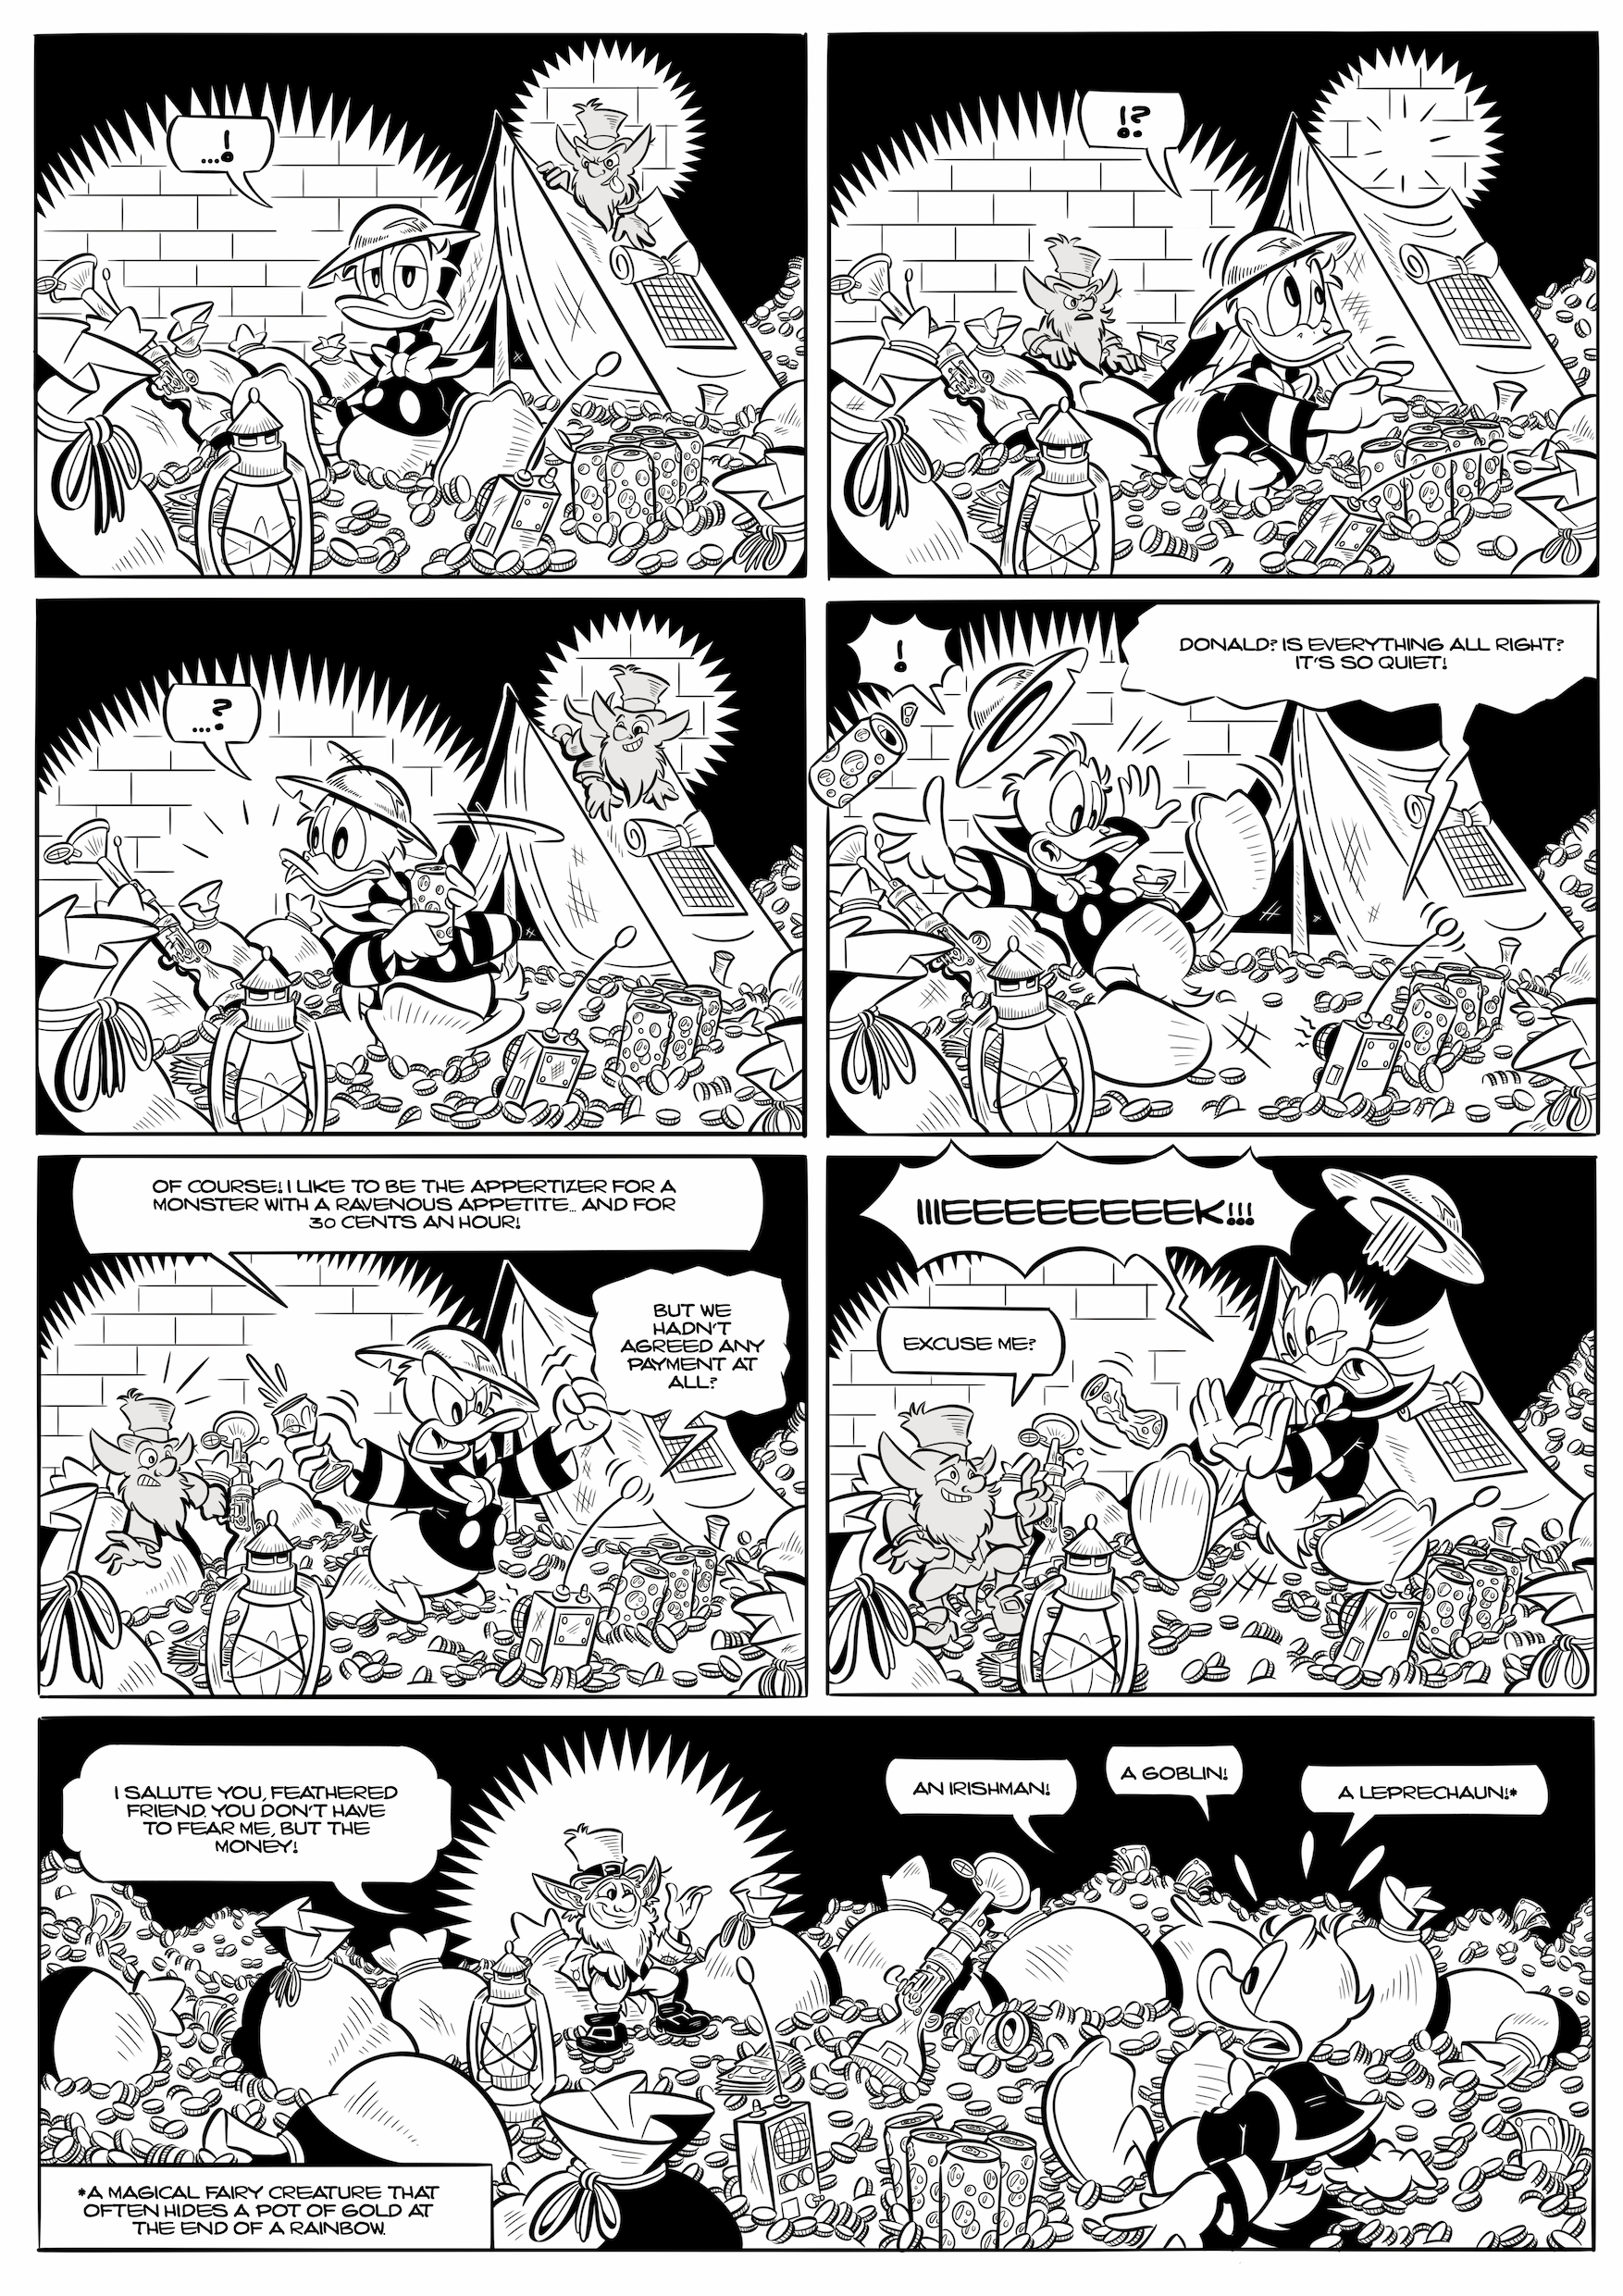 ...!
!?
...?
!
DONALD? IS EVERYTHING ALL RIGHT?
IT'S SO QUIET!
OF COURSE! I LIKE TO BE THE APPERTIZER FOR A
MONSTER WITH A RAVENOUS APPETITE... AND FOR
30 CENTS AN HOUR!
BUT WE
HADN'T
AGREED ANY
PAYMENT AT
ALL?
IIIEEEEEEEEEK!!!
EXCUSE ME?
I SALUTE YOU, FEATHERED
FRIEND. YOU DON'T HAVE
TO FEAR ME, BUT THE
MONEY!
AN IRISHMAN!
A GOBLIN!
A LEPRECHAUN!*
*A MAGICAL FAIRY CREATURE THAT
OFTEN HIDES A POT OF GOLD AT
THE END OF A RAINBOW.